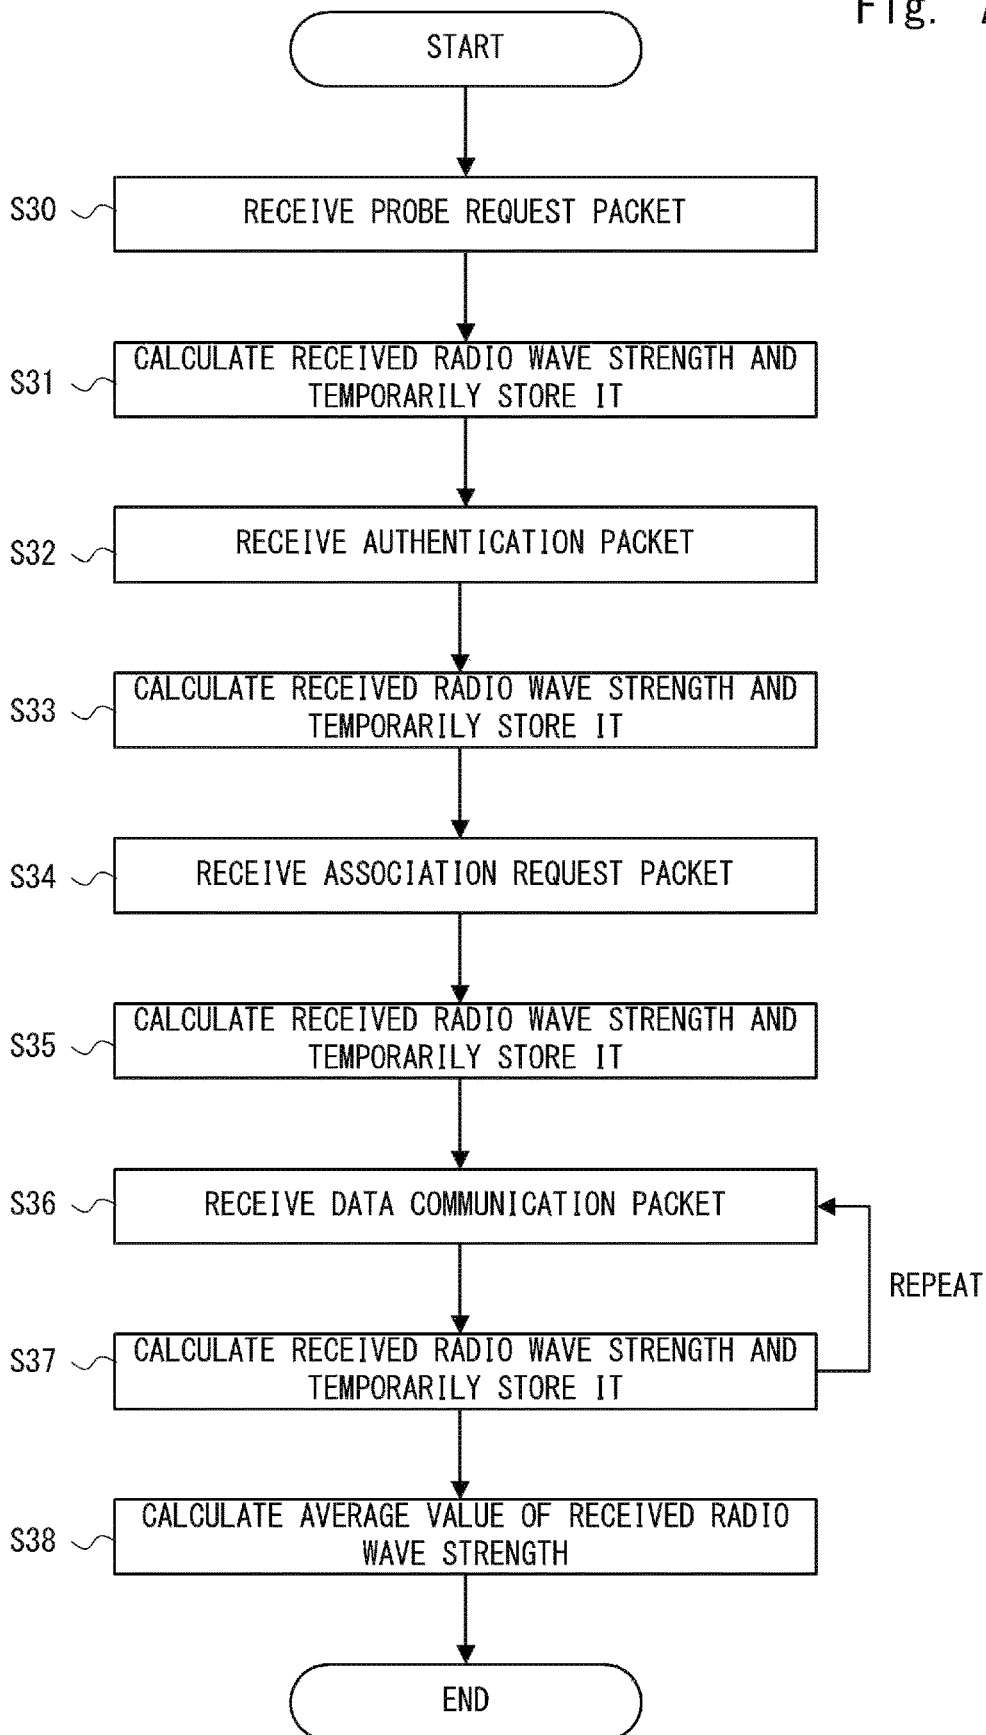 Fig.
START
S30
RECEIVE PROBE REQUEST PACKET
S31
CALCULATE RECEIVED RADIO WAVE STRENGTH AND
TEMPORARILY STORE IT
S32
RECEIVE AUTHENTICATION PACKET
S33
CALCULATE RECEIVED RADIO WAVE STRENGTH AND
TEMPORARILY STORE IT
S34
RECEIVE ASSOCIATION REQUEST PACKET
S35
CALCULATE RECEIVED RADIO WAVE STRENGTH AND
TEMPORARILY STORE IT
S36
RECEIVE DATA COMMUNICATION PACKET
REPEAT
S37
CALCULATE RECEIVED RADIO WAVE STRENGTH AND
TEMPORARILY STORE IT
S38
CALCULATE AVERAGE VALUE OF RECEIVED RADIO
WAVE STRENGTH
END